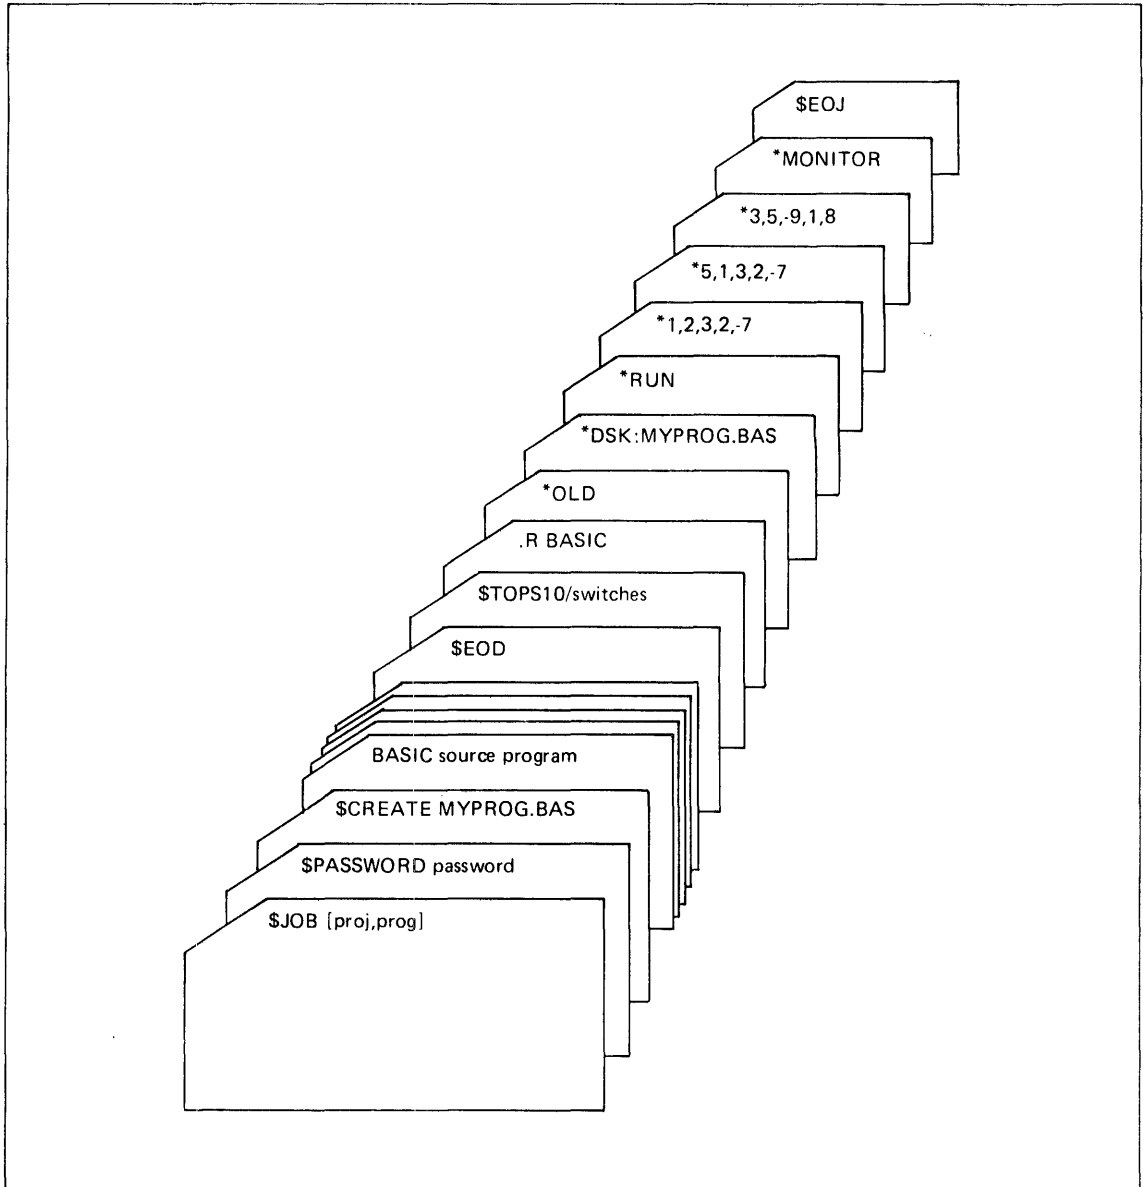 $EOJ
*MONITOR
*3,5,-9,1,8
*5,1,3,2,-7
*1,2,3,2,-7
*RUN
*DSK:MYPROG.BAS
*OLD
.R BASIC
$TOPS10/switches
$EOD
BASIC source program
$CREATE MYPROG.BAS
$PASSWORD password
$JOB [proj,prog]